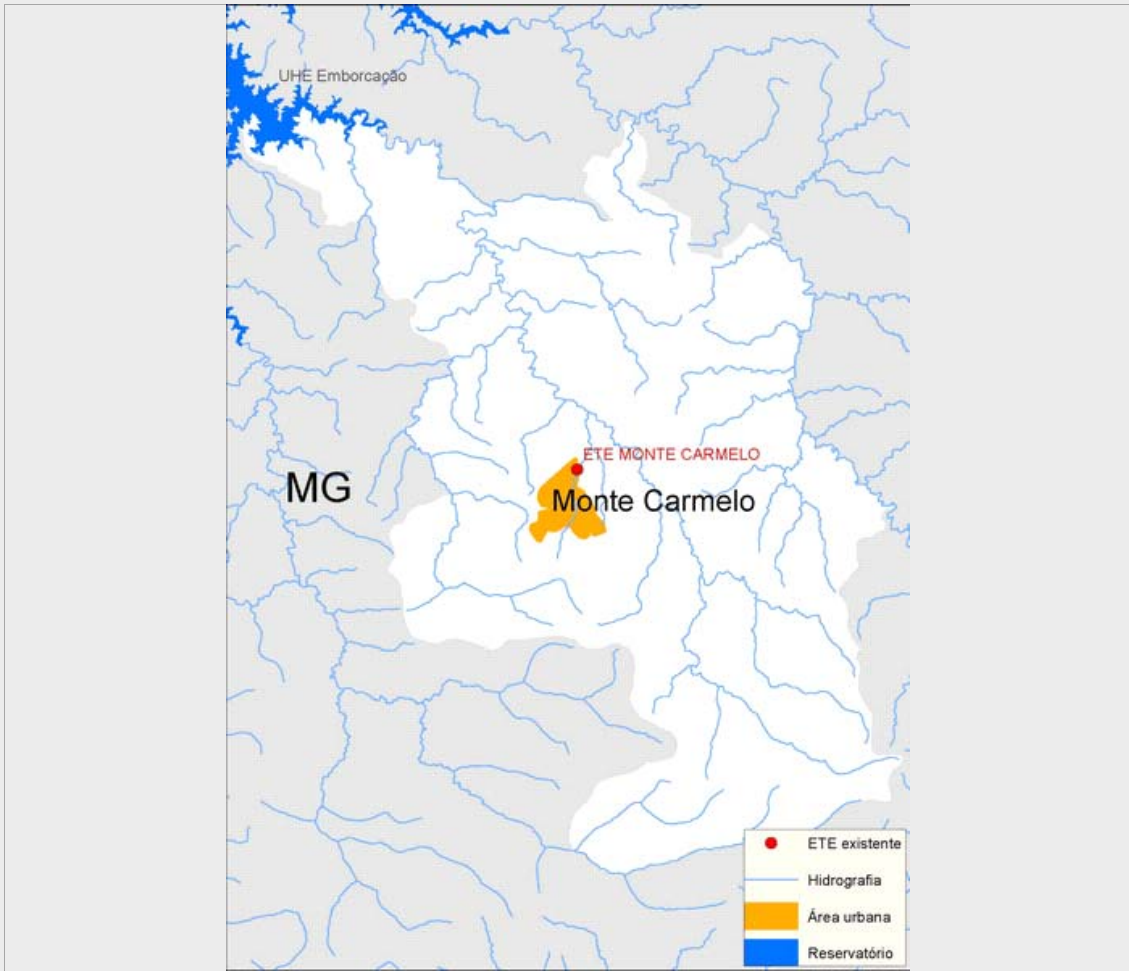 UHE Emborcação
ETE MONTE CARMELO
MG
Monte Carmelo
ETE existente
Hidrografia
Área urbana
Reservatório